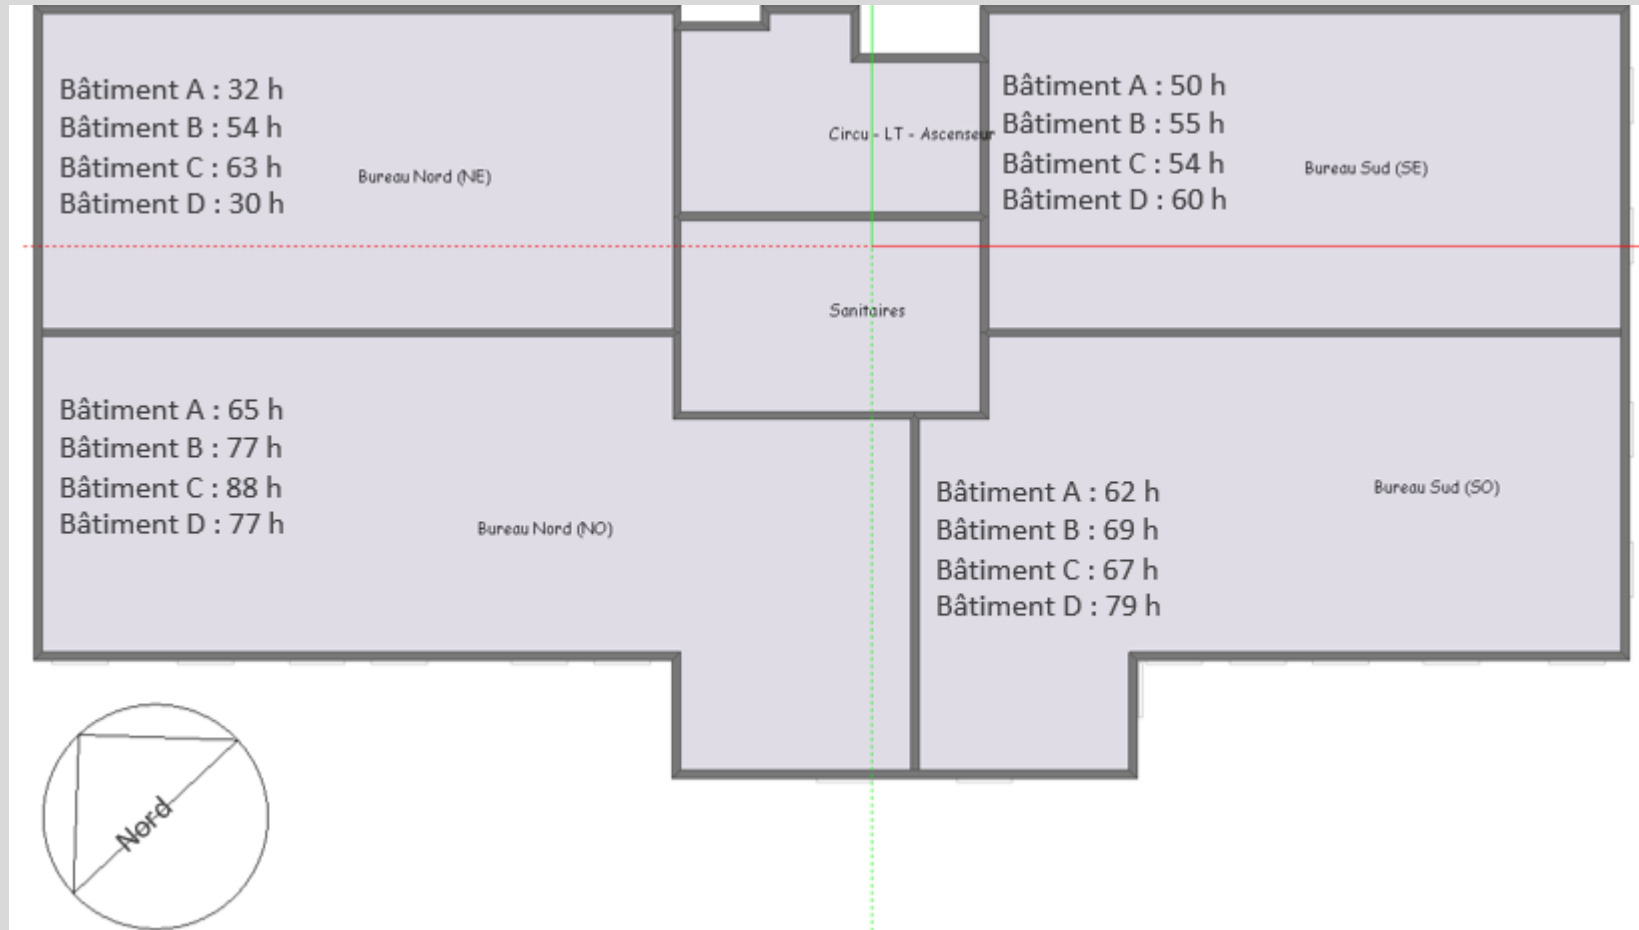 Bâtiment A : 32 h
Bâtiment B : 54 h
Bâtiment C : 63 h
Bâtiment D : 30 h
Bureau Nord (NE)
Circu - LT - Ascenseur
Bâtiment A : 50 h
Bâtiment B : 55 h
Bâtiment C : 54 h
Bâtiment D : 60 h
Bureau Sud (SE)
Sanitaires
Bâtiment A : 65 h
Bâtiment B : 77 h
Bâtiment C : 88 h
Bâtiment D : 77 h
Bureau Nord (NO)
Bâtiment A : 62 h
Bâtiment B : 69 h
Bâtiment C : 67 h
Bâtiment D : 79 h
Bureau Sud (SO)
Nord